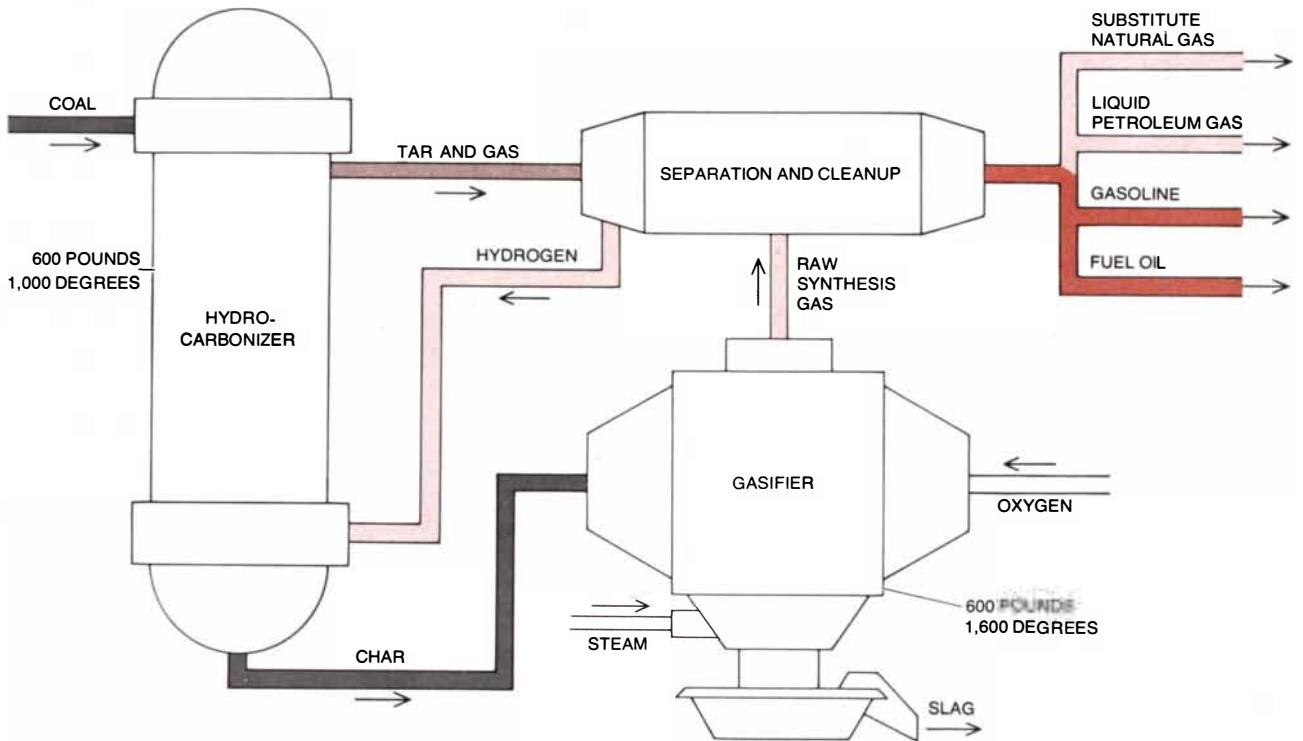 SUBSTITUTE
NATURAL GAS
COAL
LIQUID
PETROLEUM GAS
TAR AND GAS
SEPARATION AND CLEANUP
GASOLINE
600 POUNDS
1,000 DEGREES
HYDROGEN
RAW
SYNTHESIS
GAS
FUEL OIL
HYDRO-
CARBONIZER
GASIFIER
OXYGEN
600 POUNDS
1,600 DEGREES
STEAM
CHAR
SLAG